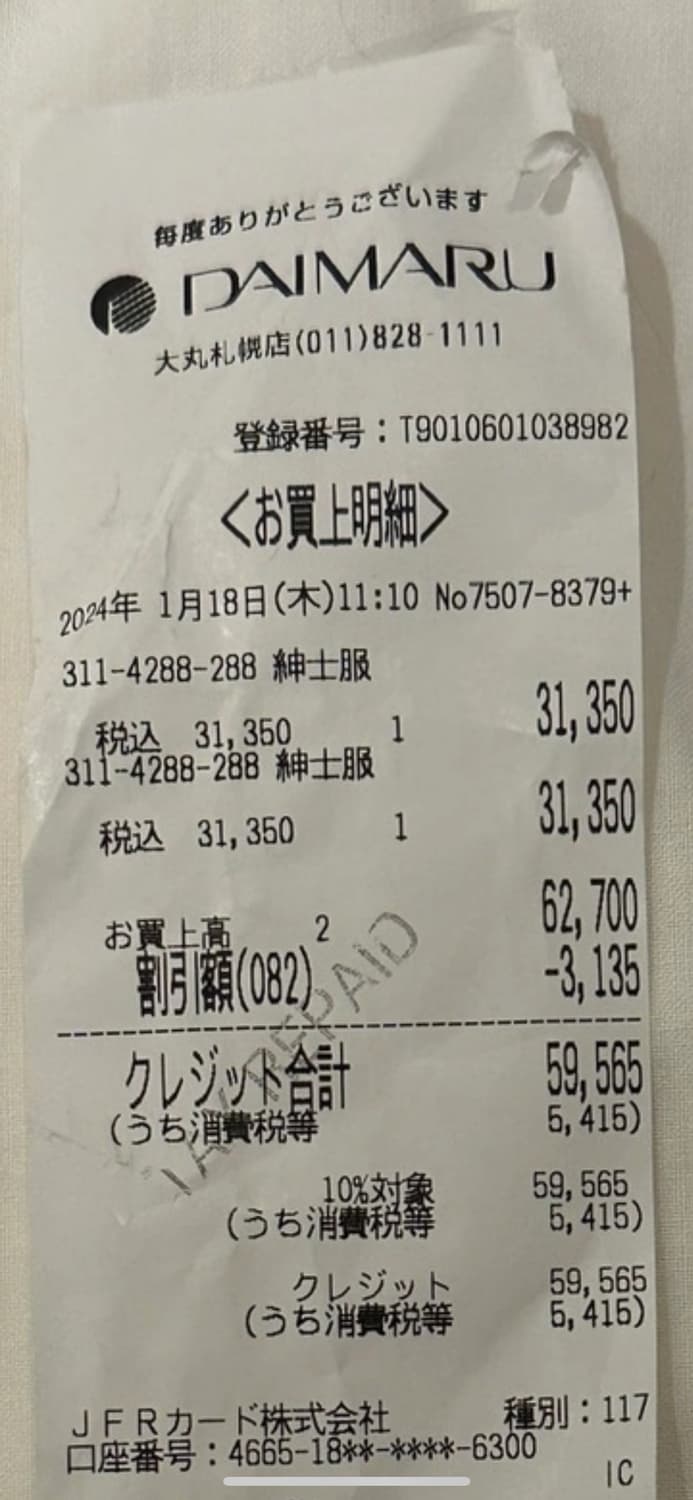 毎度ありがとうございます
DAIMARU
大丸札幌店(011)828-1111
登録番号：T9010601038982
<お買上明細>
2024年 1月18日(木)11:10 No7507-8379+
311-4288-288 紳士服
税込 31,350 1 31,350
311-4288-288 紳士服
税込 31,350 1 31,350
お買上高 2 62,700
割引額(082) -3,135
TAX REPAID
クレジット合計 59,565
(うち消費税等 5,415)
10%対象 59,565
(うち消費税等 5,415)
クレジット 59,565
(うち消費税等 5,415)
JFRカード株式会社 種別：117
口座番号：4665-18**-****-6300
IC